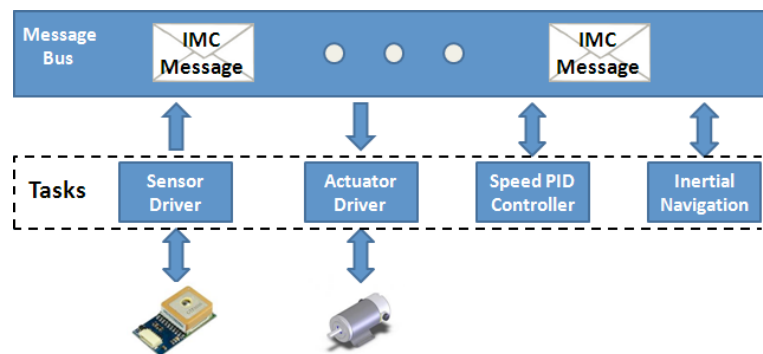 Message
Bus
IMC
Message
IMC
Message
Tasks
Sensor
Driver
Actuator
Driver
Speed PID
Controller
Inertial
Navigation